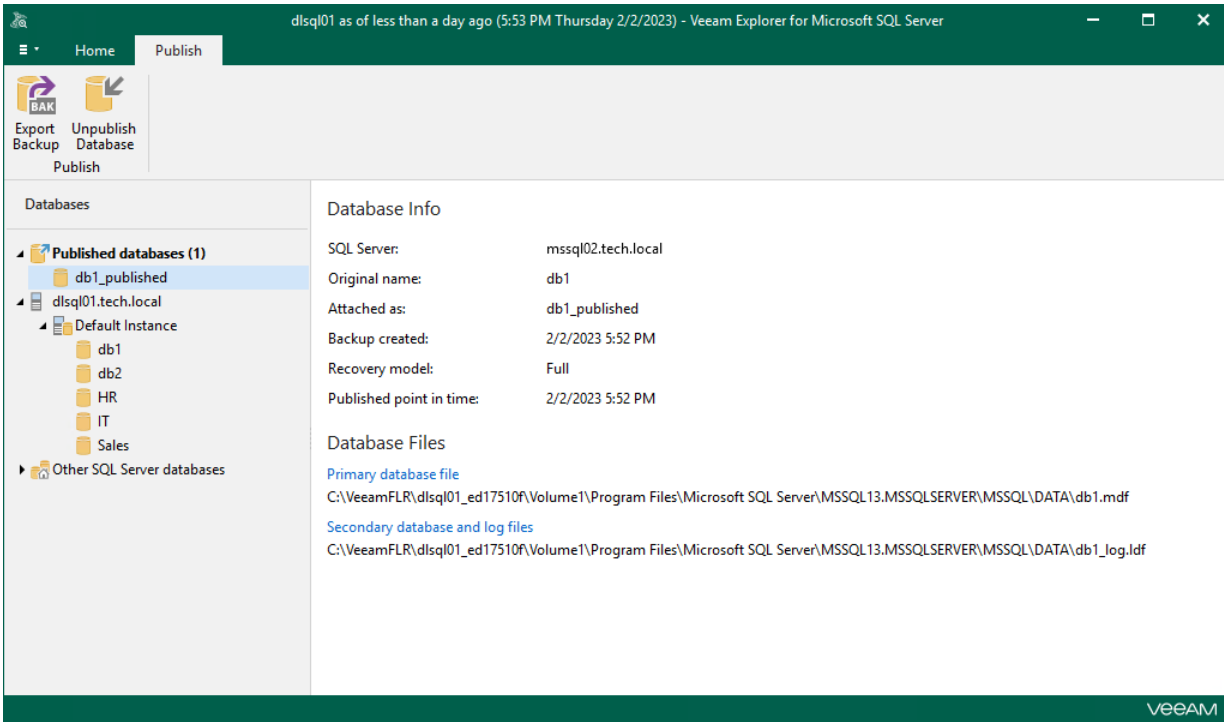 dlsql01 as of less than a day ago (5:53 PM Thursday 2/2/2023) - Veeam Explorer for Microsoft SQL Server
Home Publish
BAK
Export Backup
Unpublish Database
Publish
Databases
Published databases (1)
db1_published
dlsql01.tech.local
Default Instance
db1
db2
HR
IT
Sales
Other SQL Server databases
Database Info
SQL Server: mssql02.tech.local
Original name: db1
Attached as: db1_published
Backup created: 2/2/2023 5:52 PM
Recovery model: Full
Published point in time: 2/2/2023 5:52 PM
Database Files
Primary database file
C:\VeeamFLR\dlsql01_ed17510f\Volume1\Program Files\Microsoft SQL Server\MSSQL13.MSSQLSERVER\MSSQL\DATA\db1.mdf
Secondary database and log files
C:\VeeamFLR\dlsql01_ed17510f\Volume1\Program Files\Microsoft SQL Server\MSSQL13.MSSQLSERVER\MSSQL\DATA\db1_log.ldf
veeAM